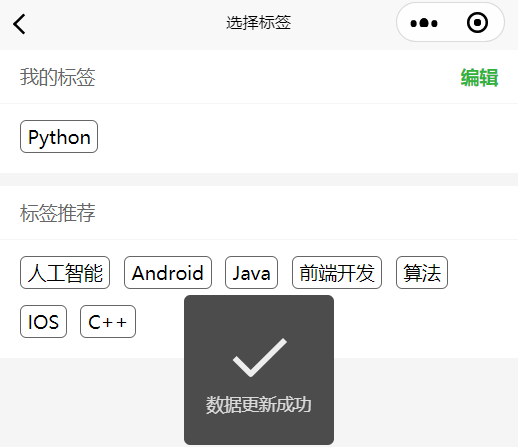 选择标签
我的标签 编辑
Python
标签推荐
人工智能 Android Java 前端开发 算法
IOS C++
数据更新成功